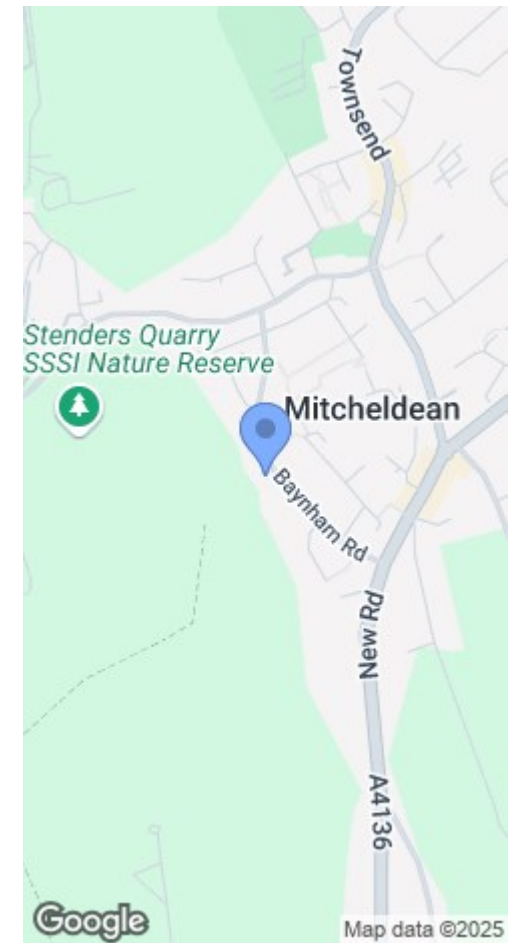 Townsend
Stenders Quarry
SSSI Nature Reserve
Mitcheldean
Baynham Rd
New Rd
A4136
Google
Map data ©2025